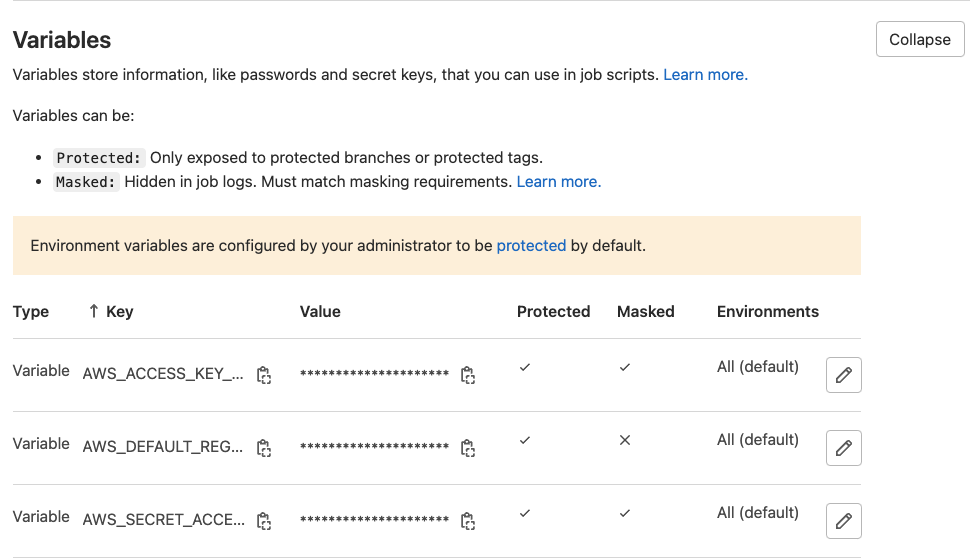 Variables
Collapse
Variables store information, like passwords and secret keys, that you can use in job scripts. Learn more.
Variables can be:
• Protected: Only exposed to protected branches or protected tags.
• Masked: Hidden in job logs. Must match masking requirements. Learn more.
Environment variables are configured by your administrator to be protected by default.
Type ↑ Key Value Protected Masked Environments
Variable AWS_ACCESS_KEY_... ********************* ✓ ✓ All (default)
Variable AWS_DEFAULT_REG... ********************* ✓ ✕ All (default)
Variable AWS_SECRET_ACCE... ********************* ✓ ✓ All (default)